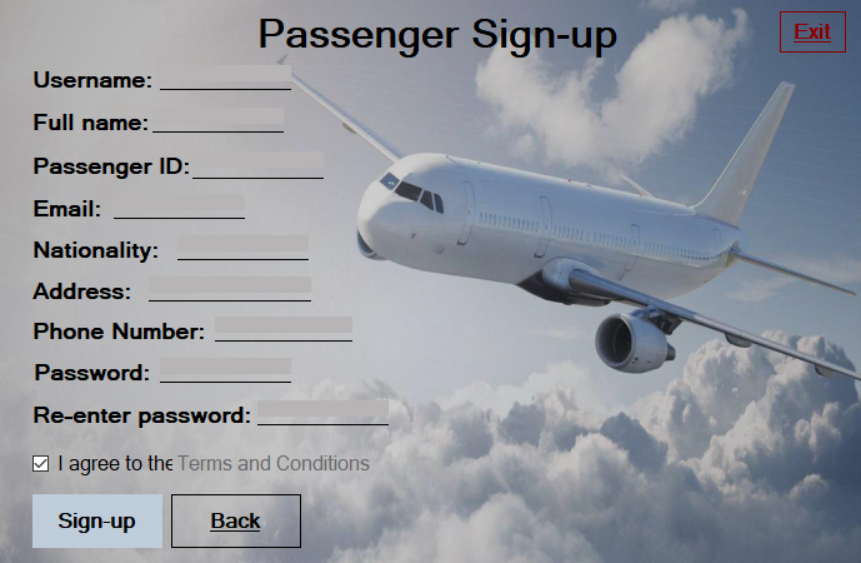 Passenger Sign-up
Exit
Username:
Full name:
Passenger ID:
Email:
Nationality:
Address:
Phone Number:
Password:
Re-enter password:
I agree to the Terms and Conditions
Sign-up
Back